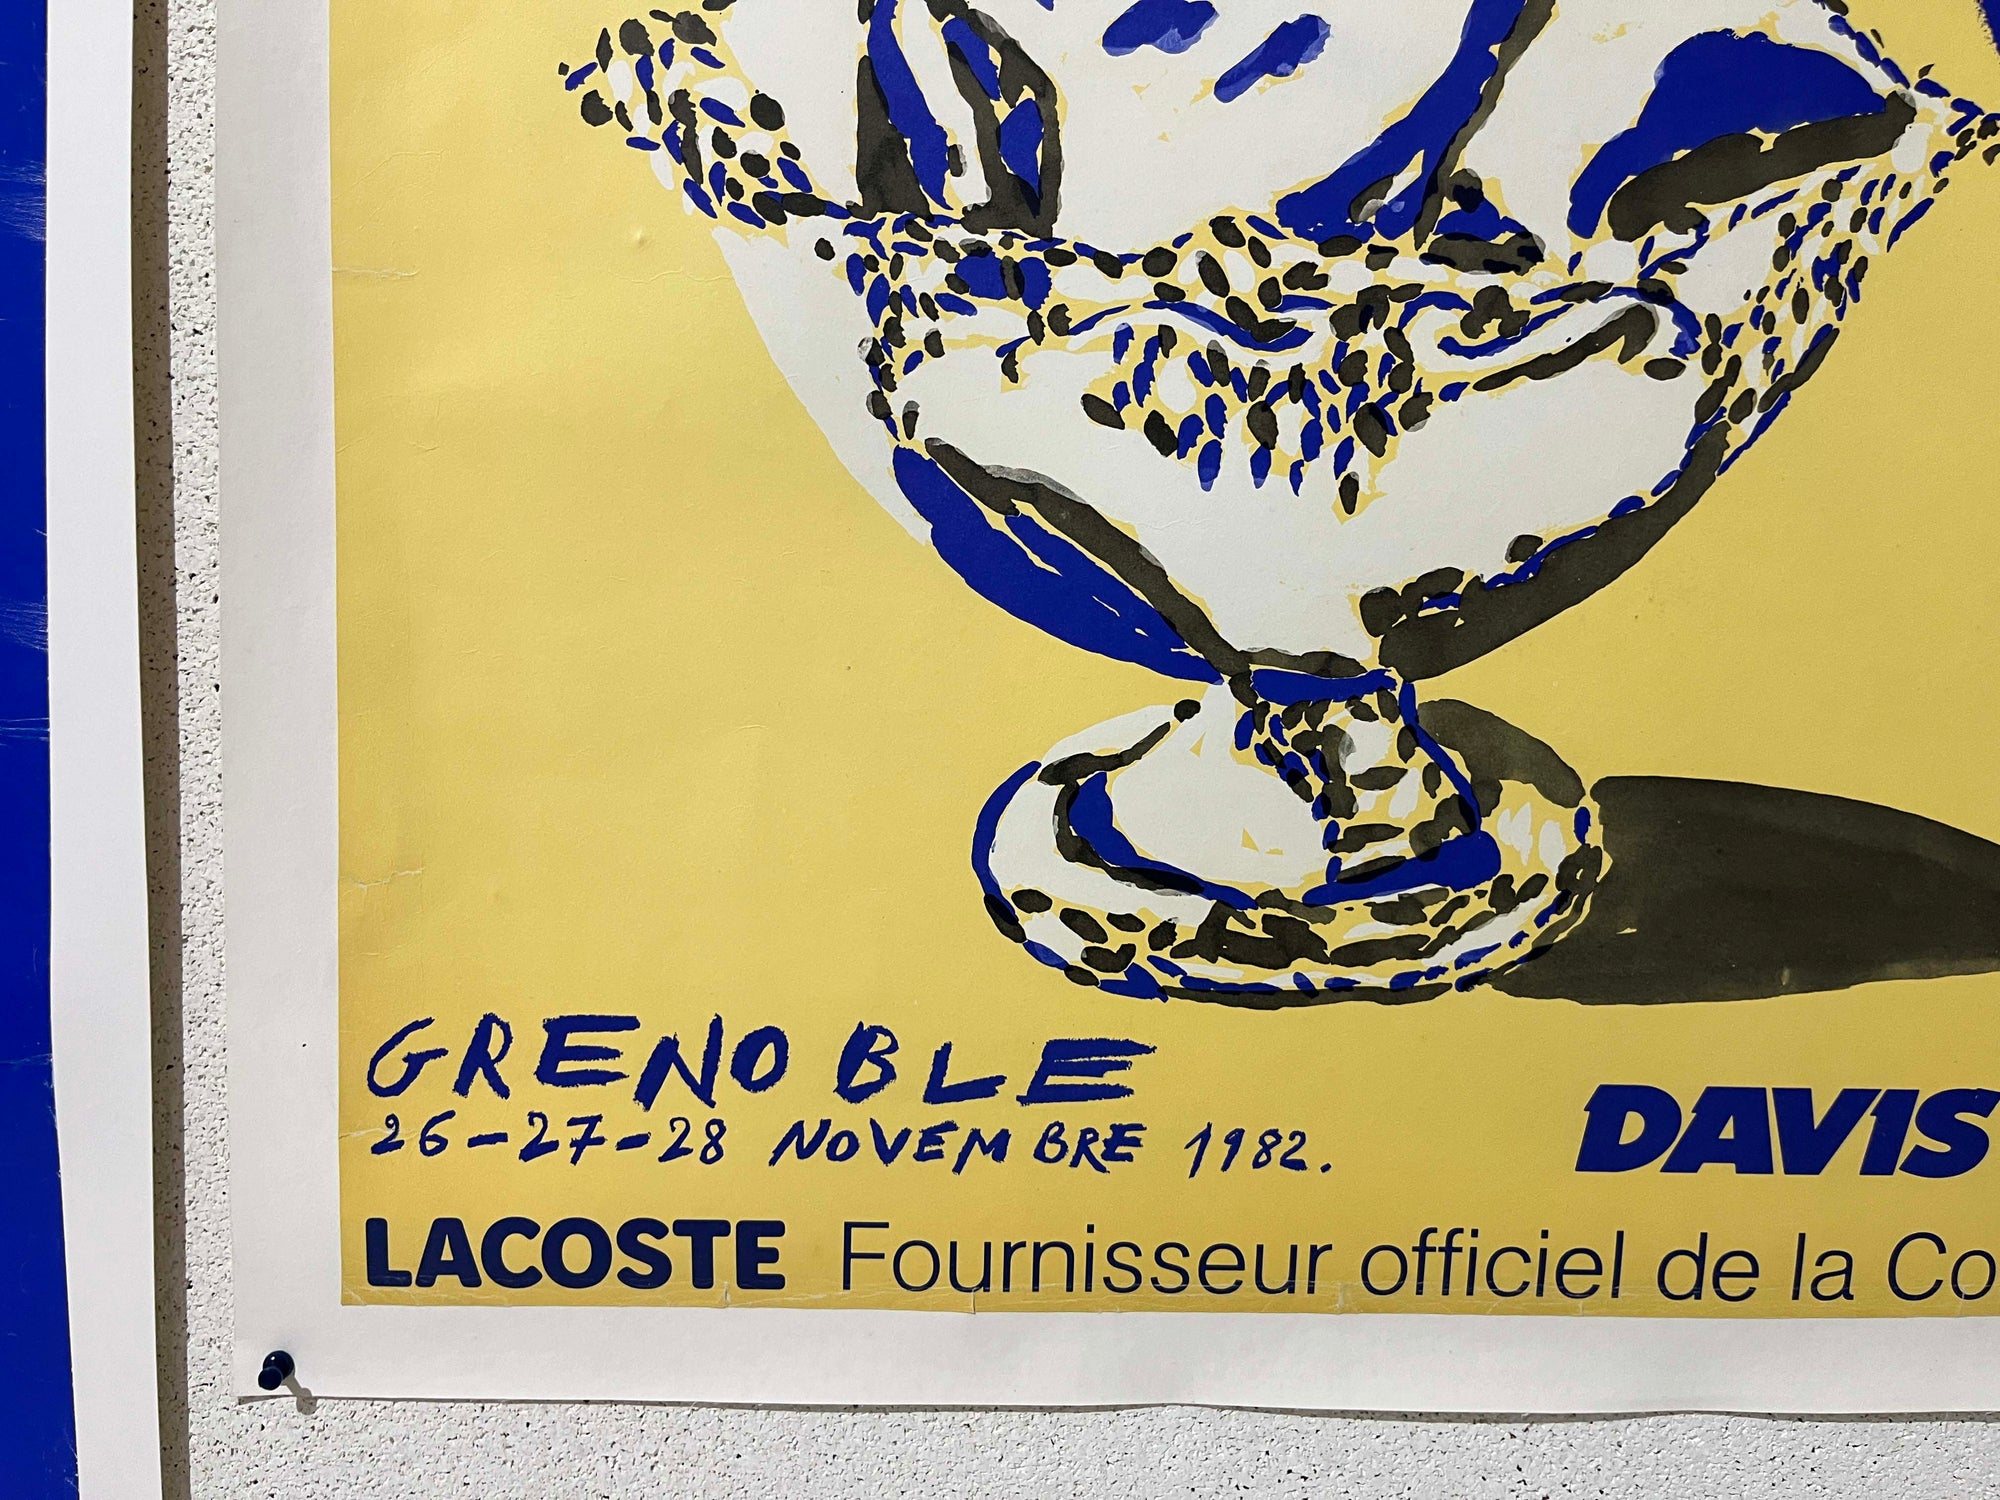 GRENOBLE
26-27-28 NOVEMBRE 1982.
DAVIS
LACOSTE Fournisseur officiel de la Co